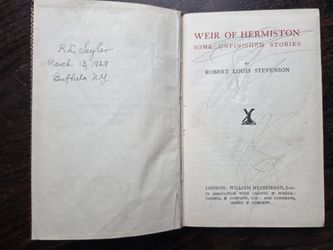 R L Seyler
March 13, 1928
Buffalo N.Y.
WEIR OF HERMISTON
SOME UNFINISHED STORIES
BY
ROBERT LOUIS STEVENSON
LONDON: WILLIAM HEINEMANN, LTD.
IN ASSOCIATION WITH CHATTO & WINDUS:
CASSELL & COMPANY, LTD: AND LONGMANS,
GREEN & COMPANY.